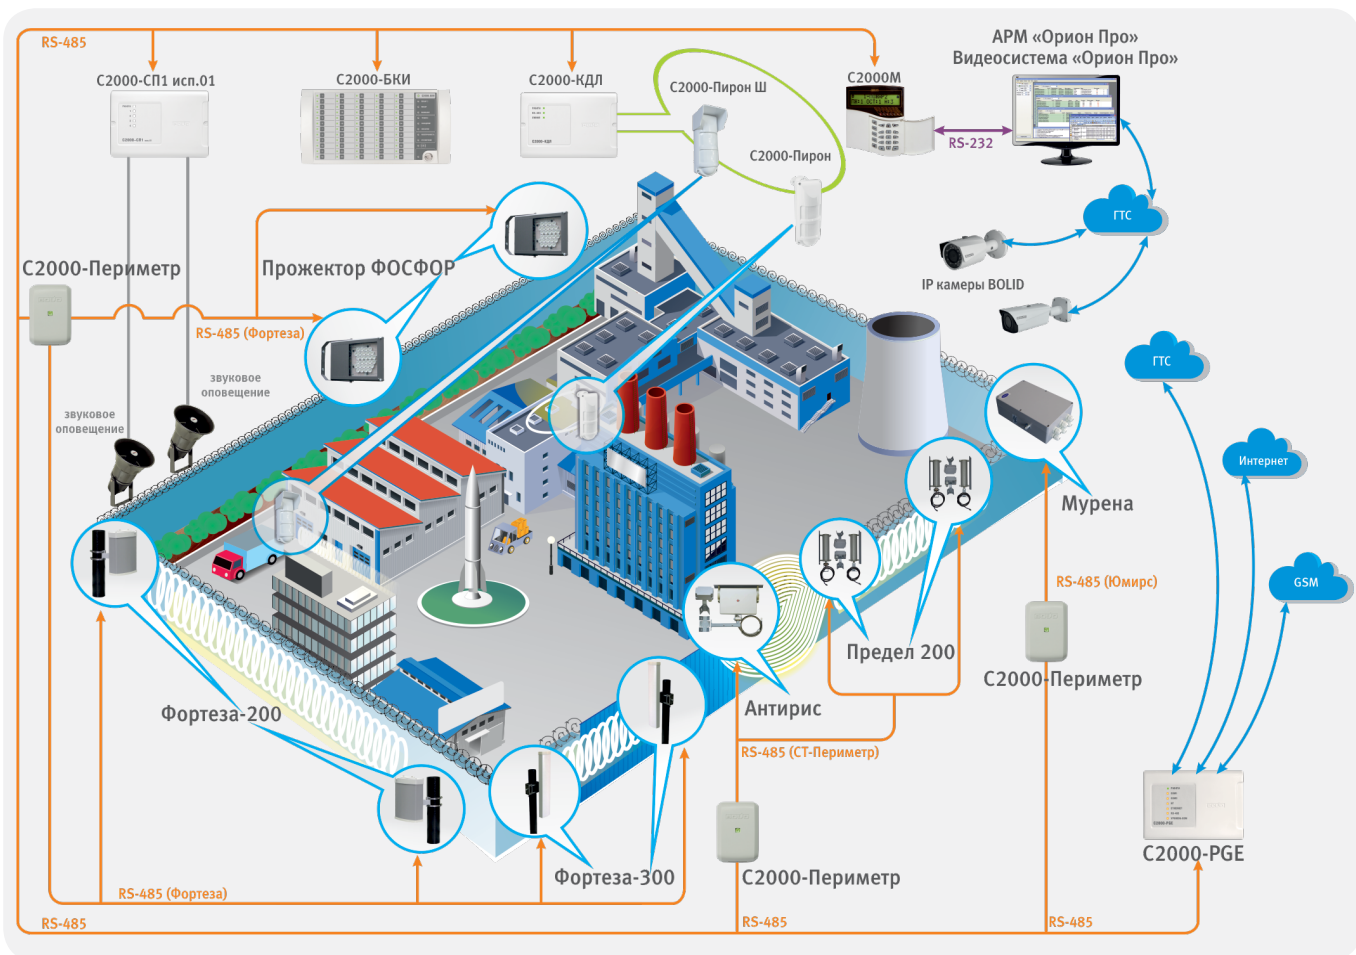 RS-485
С2000-СП1 исп.01
С2000-БКИ
С2000-КДЛ
С2000-Пирон Ш
С2000-Пирон
С2000М
АРМ «Орион Про»
Видеосистема «Орион Про»
RS-232
ГТС
IP камеры BOLID
С2000-Периметр
Прожектор ФОСФОР
RS-485 (Фортеза)
звуковое
оповещение
звуковое
оповещение
ГТС
Интернет
GSM
Мурена
RS-485 (Юмирс)
С2000-Периметр
Предел 200
Антирис
RS-485 (СТ-Периметр)
Фортеза-200
Фортеза-300
С2000-Периметр
С2000-PGE
RS-485 (Фортеза)
RS-485
RS-485
RS-485